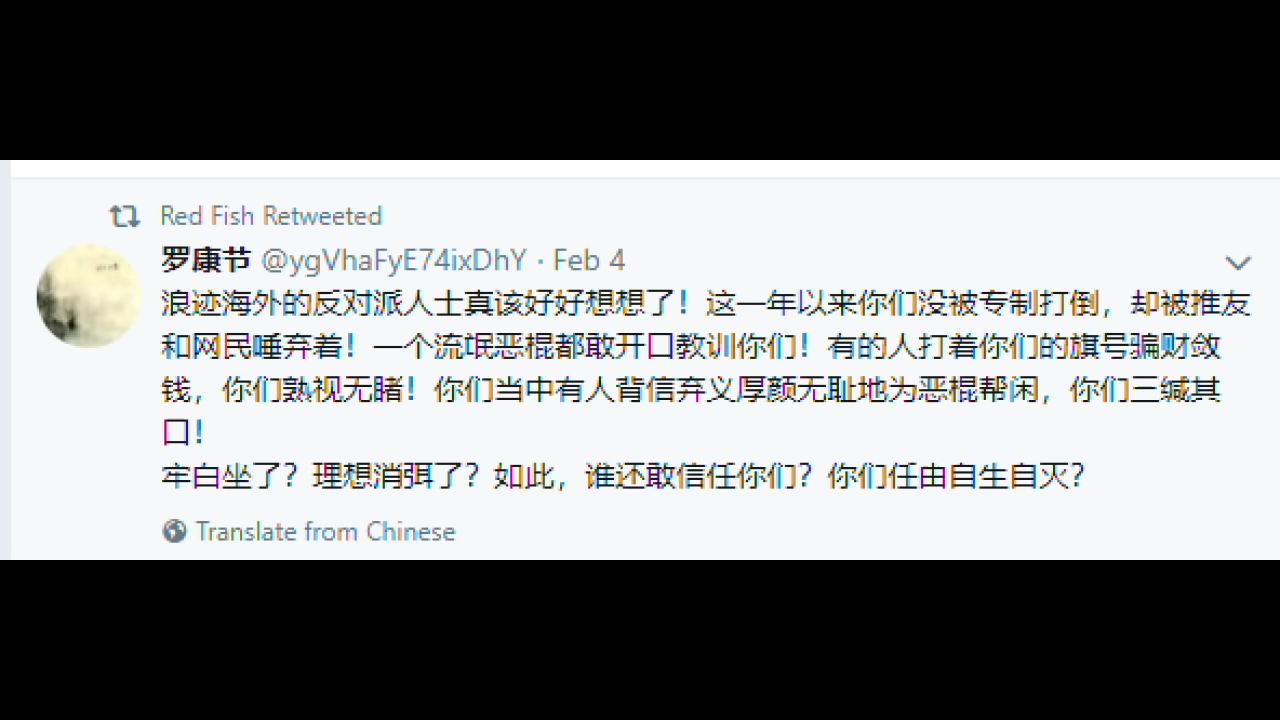 Red Fish Retweeted
罗康节 @ygVhaFyE74ixDhY · Feb 4
浪迹海外的反对派人士真该好好想想了！这一年以来你们没被专制打倒，却被推友
和网民唾弃着！一个流氓恶棍都敢开口教训你们！有的人打着你们的旗号骗财敛
钱，你们熟视无睹！你们当中有人背信弃义厚颜无耻地为恶棍帮闲，你们三缄其
口！
牢白坐了？理想消弭了？如此，谁还敢信任你们？你们任由自生自灭？
Translate from Chinese